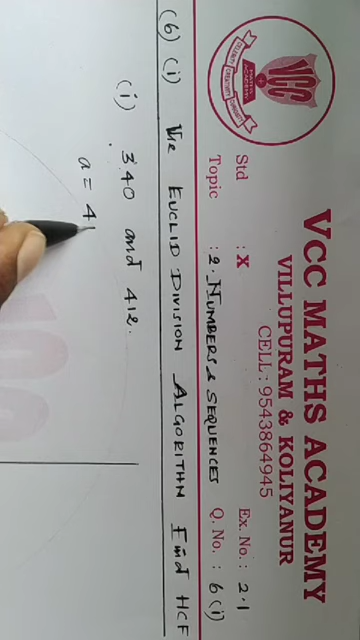 VCC MATHS ACADEMY
VILLUPURAM & KOLIYANUR
CELL : 9543864945
VCC
Std : X Ex. No.: 2.1
Topic : 2. NUMBERS & SEQUENCES Q. No. : 6(i)
(6) (i) Use EUCLID DIVISION ALGORITHM Find HCF
(i) 340 and 412.
a = 4